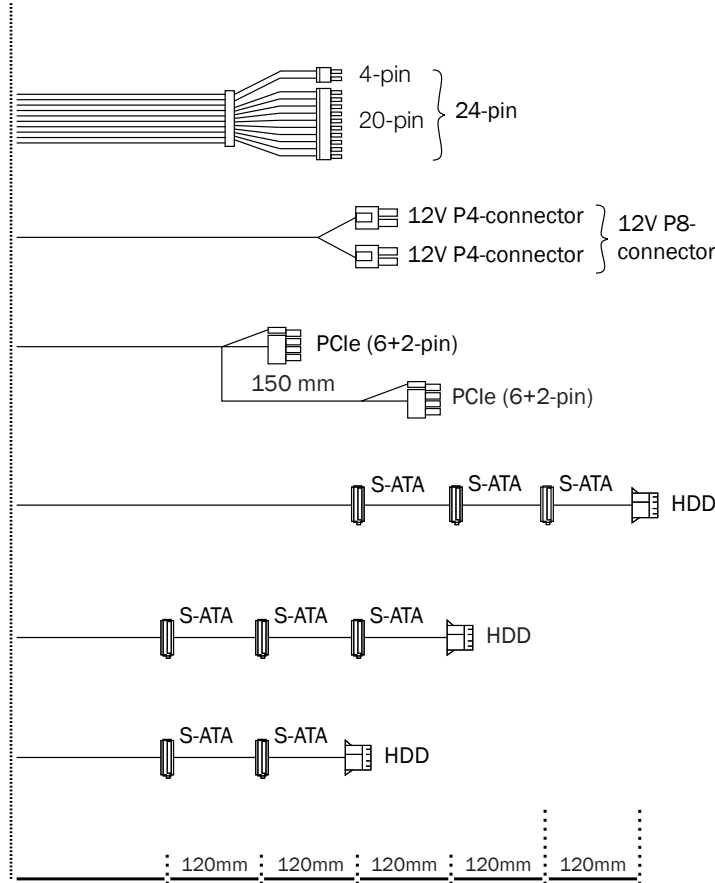 4-pin
20-pin
24-pin
12V P4-connector
12V P4-connector
12V P8-
connector
PCIe (6+2-pin)
150 mm
PCIe (6+2-pin)
S-ATA S-ATA S-ATA
HDD
S-ATA S-ATA S-ATA
HDD
S-ATA S-ATA
HDD
120mm 120mm 120mm 120mm 120mm